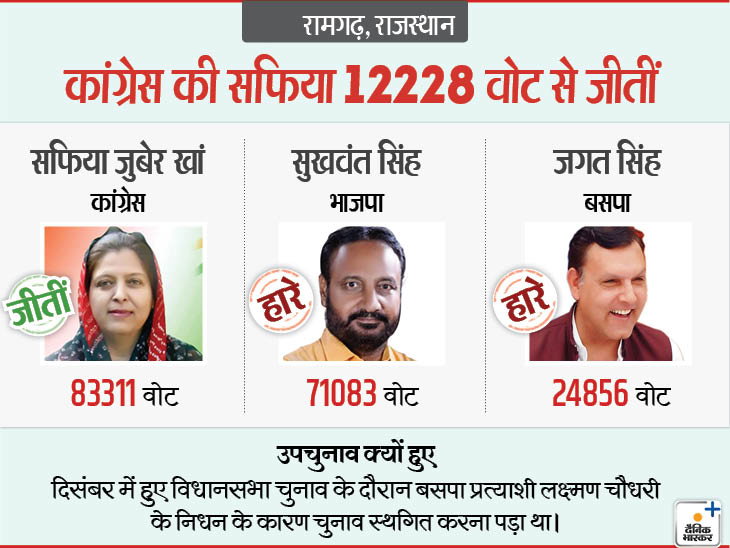 रामगढ़, राजस्थान
कांग्रेस की सफिया 12228 वोट से जीतीं
सफिया जुबेर खां
कांग्रेस
जीतीं
83311 वोट
सुखवंत सिंह
भाजपा
हारे
71083 वोट
जगत सिंह
बसपा
हारे
24856 वोट
उपचुनाव क्यों हुए
दिसंबर में हुए विधानसभा चुनाव के दौरान बसपा प्रत्याशी लक्ष्मण चौधरी
के निधन के कारण चुनाव स्थगित करना पड़ा था।
दैनिक
भास्कर